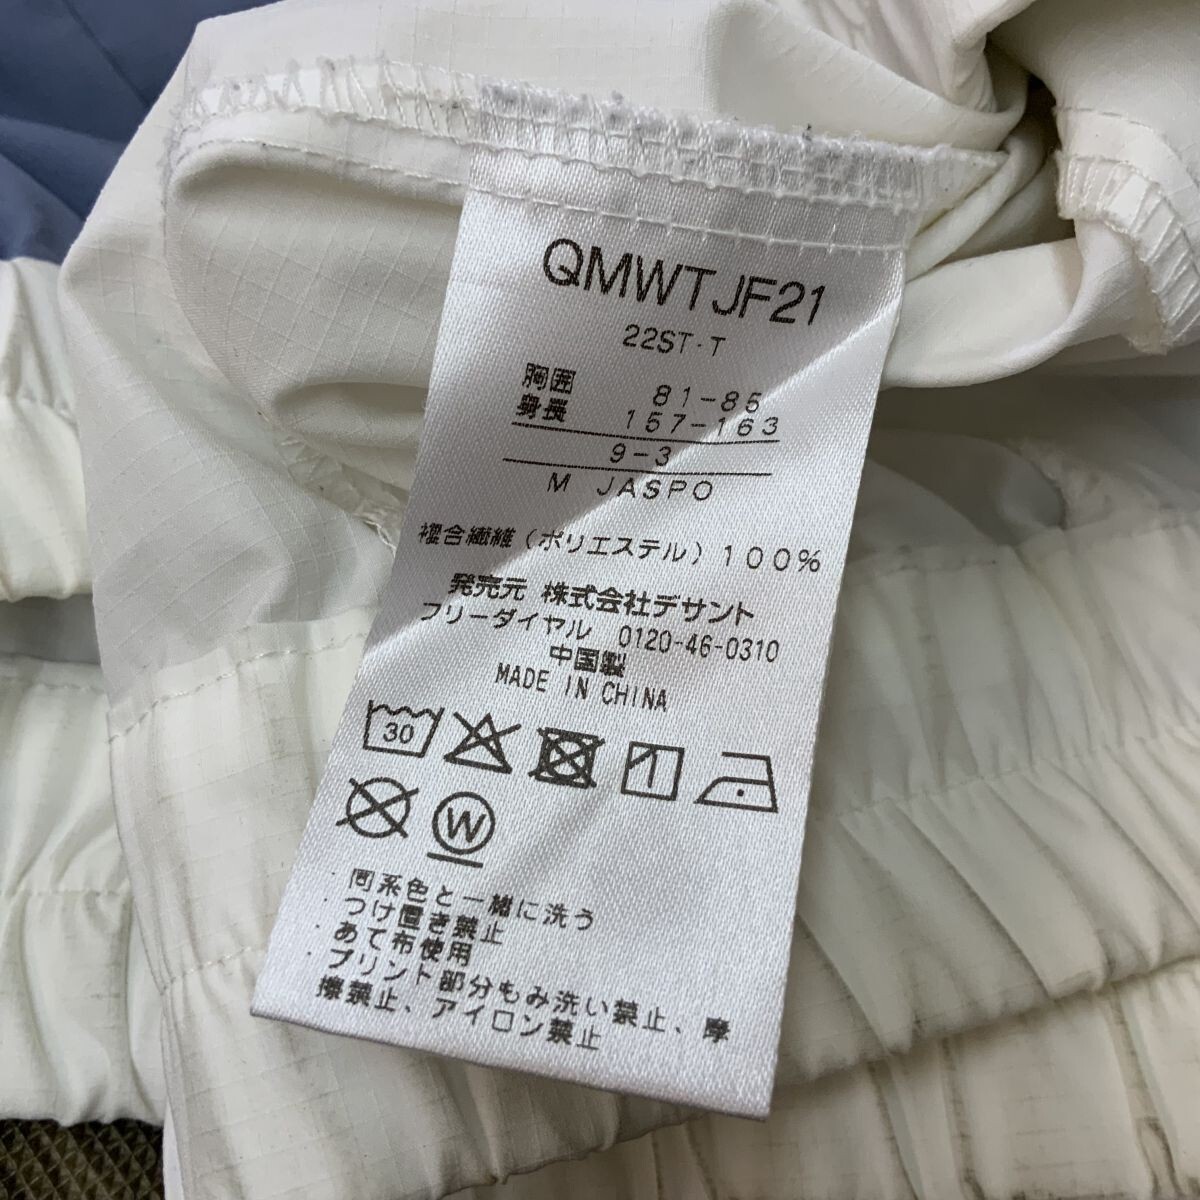 QMWTJF21
22ST-T
胸囲 81-85
身長 157-163
9-3
M JASPO
複合繊維(ポリエステル)100%
発売元 株式会社デサント
フリーダイヤル 0120-46-0310
中国製
MADE IN CHINA
30
W
同系色と一緒に洗う
つけ置き禁止
あて布使用
プリント部分もみ洗い禁止、摩
擦禁止、アイロン禁止